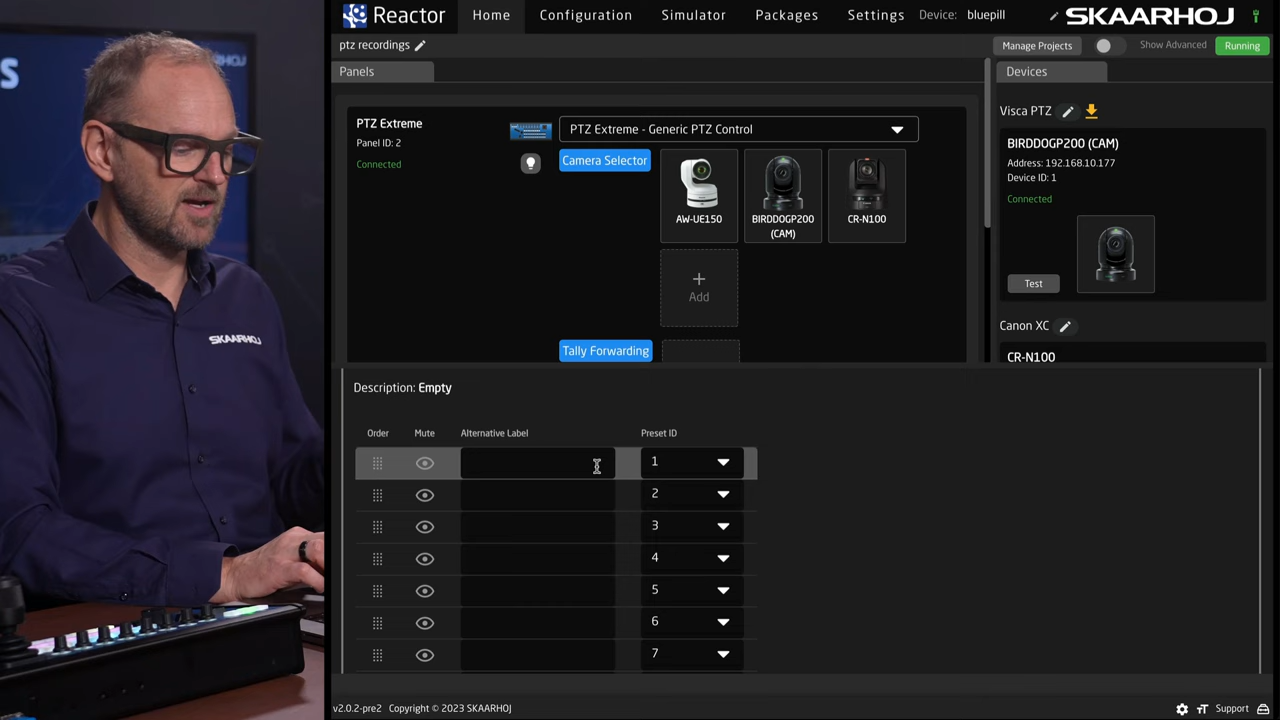 S
SKAARHOJ
Reactor
Home
Configuration
Simulator
Packages
Settings
Device: bluepill
SKAARHOJ
ptz recordings
Manage Projects
Show Advanced
Running
Panels
PTZ Extreme
Panel ID: 2
Connected
PTZ Extreme - Generic PTZ Control
Camera Selector
AW-UE150
BIRDDOGP200
(CAM)
CR-N100
+
Add
Tally Forwarding
Devices
Visca PTZ
BIRDDOGP200 (CAM)
Address: 192.168.10.177
Device ID: 1
Connected
Test
Canon XC
CR-N100
Description: Empty
Order
Mute
Alternative Label
Preset ID
1
2
3
4
5
6
7
v2.0.2-pre2 Copyright © 2023 SKAARHOJ
Support